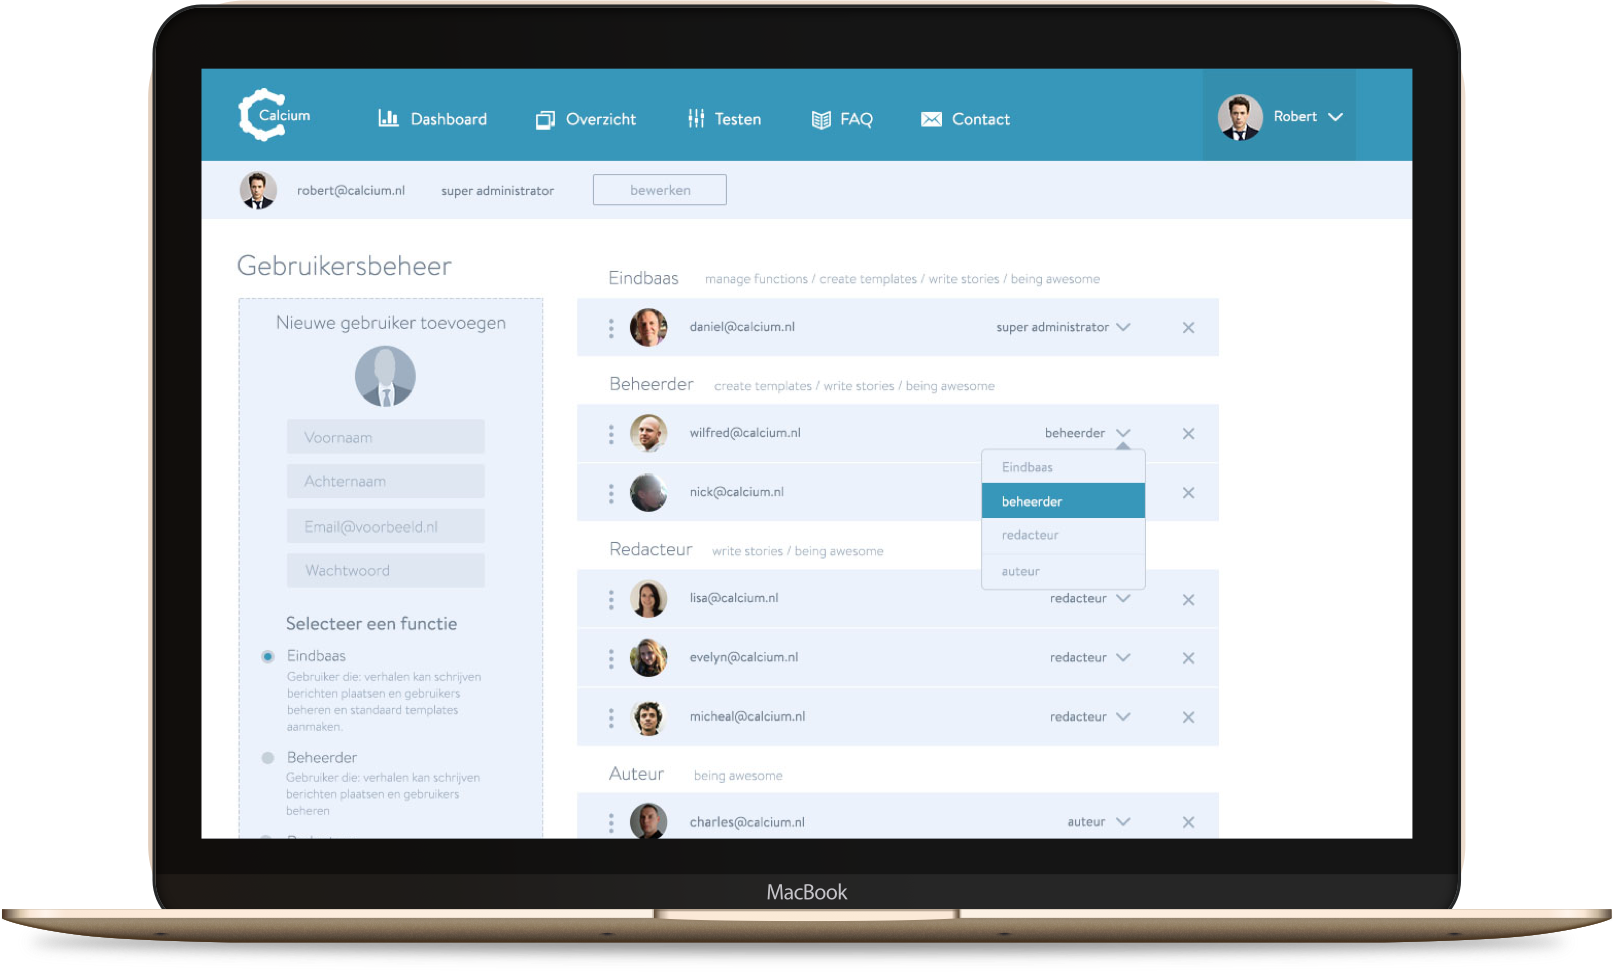 Calcium
Dashboard
Overzicht
Testen
FAQ
Contact
Robert
robert@calcium.nl
super administrator
bewerken
Gebruikersbeheer
Nieuwe gebruiker toevoegen
Voornaam
Achternaam
Email@voorbeeld.nl
Wachtwoord
Selecteer een functie
Eindbaas
Gebruiker die: verhalen kan schrijven
berichten plaatsen en gebruikers
beheren en standaard templates
aanmaken.
Beheerder
Gebruiker die: verhalen kan schrijven
berichten plaatsen en gebruikers
beheren
Eindbaas manage functions / create templates / write stories / being awesome
daniel@calcium.nl super administrator
Beheerder create templates / write stories / being awesome
wilfred@calcium.nl beheerder
Eindbaas
beheerder
redacteur
auteur
nick@calcium.nl
Redacteur write stories / being awesome
lisa@calcium.nl redacteur
evelyn@calcium.nl redacteur
micheal@calcium.nl redacteur
Auteur being awesome
charles@calcium.nl auteur
MacBook